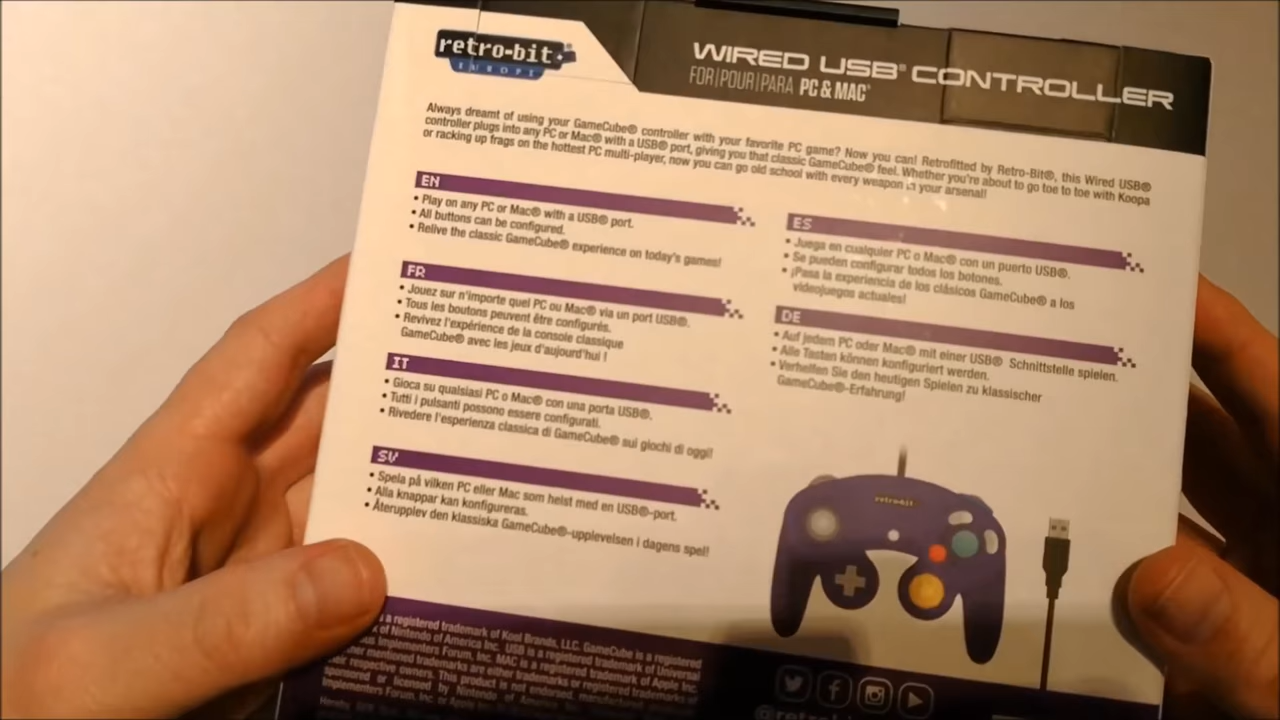 retro-bit®
EUROPE
WIRED USB® CONTROLLER
FOR|POUR|PARA PC & MAC®
Always dreamt of using your GameCube® controller with your favorite PC game? Now you can! Retrofitted by Retro-Bit®, this Wired USB®
controller plugs into any PC or Mac® with a USB® port, giving you that classic GameCube® feel. Whether you're about to go toe to toe with Koopa
or racking up frags on the hottest PC multi-player, now you can go old school with every weapon in your arsenal!
EN
• Play on any PC or Mac® with a USB® port.
• All buttons can be configured.
• Relive the classic GameCube® experience on today's games!
FR
• Jouez sur n'importe quel PC ou Mac® via un port USB®.
• Tous les boutons peuvent être configurés.
• Revivez l'expérience de la console classique
GameCube® avec les jeux d'aujourd'hui !
IT
• Gioca su qualsiasi PC o Mac® con una porta USB®.
• Tutti i pulsanti possono essere configurati.
• Rivedere l'esperienza classica di GameCube® sui giochi di oggi!
SV
• Spela på vilken PC eller Mac som helst med en USB®-port.
• Alla knappar kan konfigureras.
• Återupplev den klassiska GameCube®-upplevelsen i dagens spel!
ES
• Juega en cualquier PC o Mac® con un puerto USB®.
• Se pueden configurar todos los botones.
• ¡Pasa la experiencia de los clásicos GameCube® a los
videojuegos actuales!
DE
• Auf jedem PC oder Mac® mit einer USB® Schnittstelle spielen.
• Alle Tasten können konfiguriert werden.
• Verhelfen Sie den heutigen Spielen zu klassischer
GameCube®-Erfahrung!
retro-bit
is a registered trademark of Kool Brands, LLC. GameCube is a registered
of Nintendo of America Inc. USB is a registered trademark of Universal
Implementers Forum, Inc. MAC is a registered trademark of Apple Inc.
mentioned trademarks are either trademarks or registered trademarks of
their respective owners. This product is not endorsed, manufactured,
sponsored or licensed by Nintendo of America
Implementers Forum, Inc. or Apple